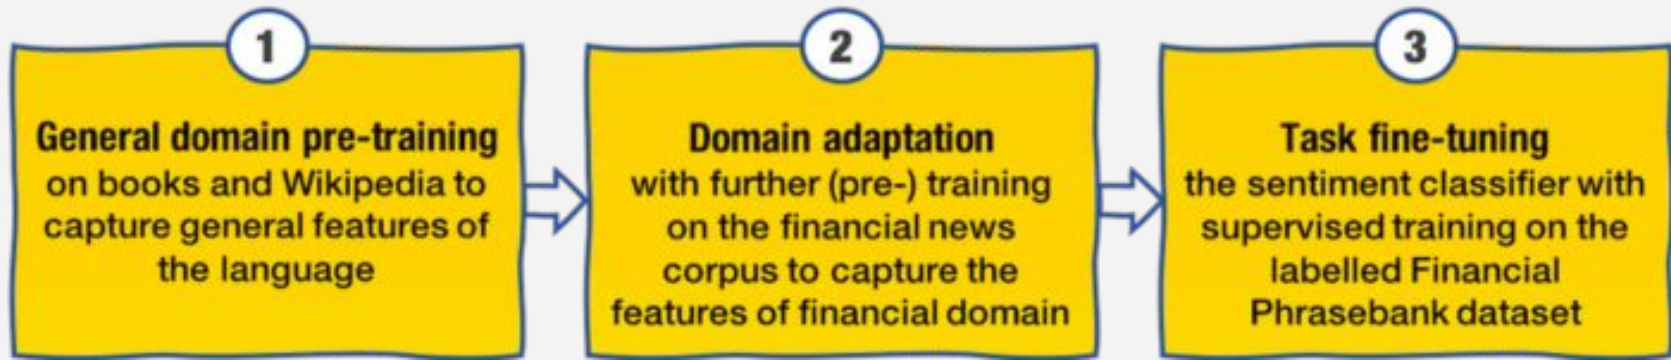 1
General domain pre-training
on books and Wikipedia to
capture general features of
the language
2
Domain adaptation
with further (pre-) training
on the financial news
corpus to capture the
features of financial domain
3
Task fine-tuning
the sentiment classifier with
supervised training on the
labelled Financial
Phrasebank dataset